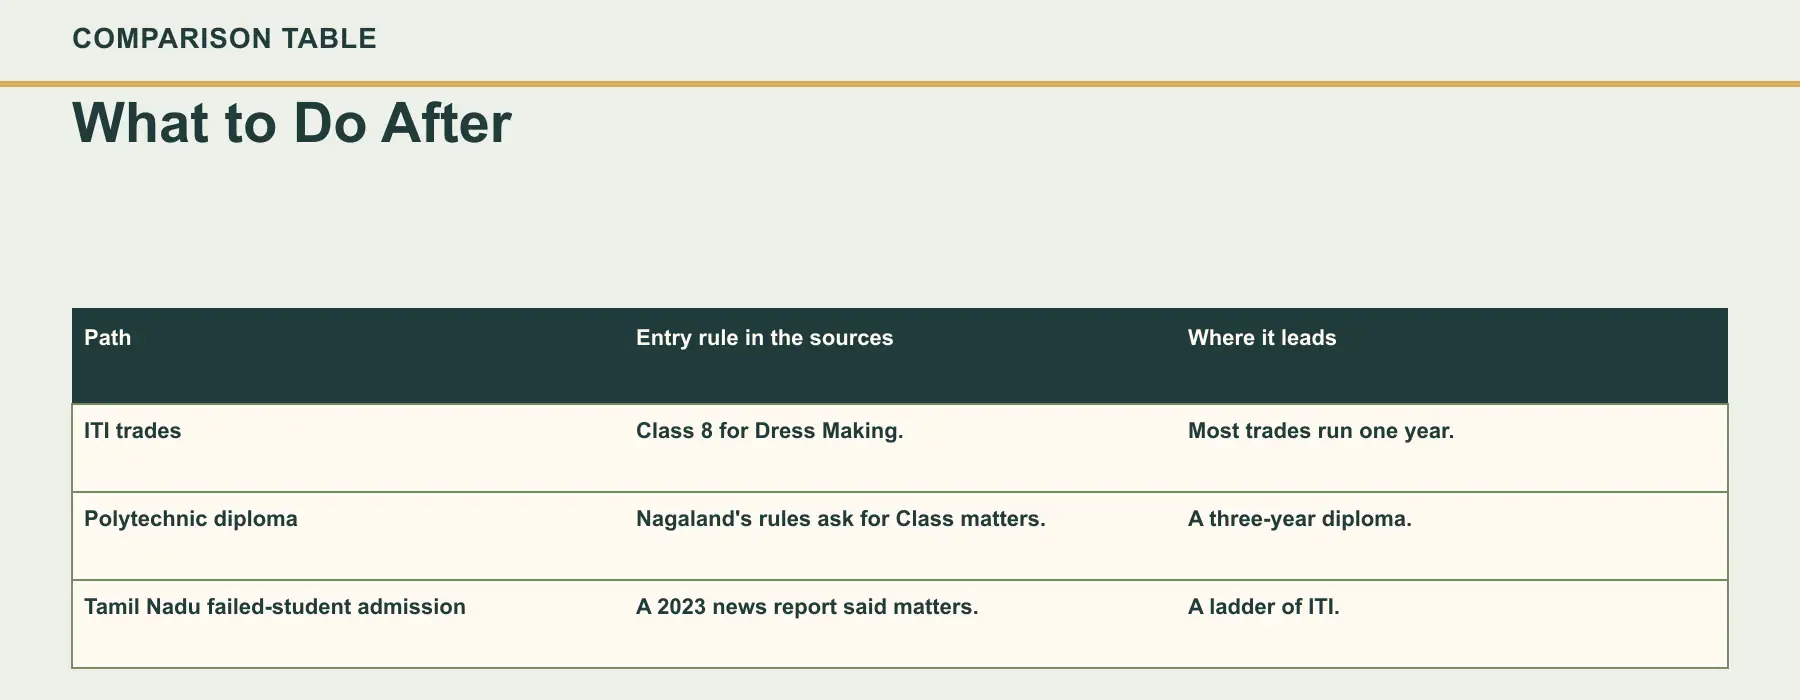 COMPARISON TABLE
What to Do After
Path Entry rule in the sources Where it leads
ITI trades Class 8 for Dress Making. Most trades run one year.
Polytechnic diploma Nagaland's rules ask for Class matters. A three-year diploma.
Tamil Nadu failed-student admission A 2023 news report said matters. A ladder of ITI.